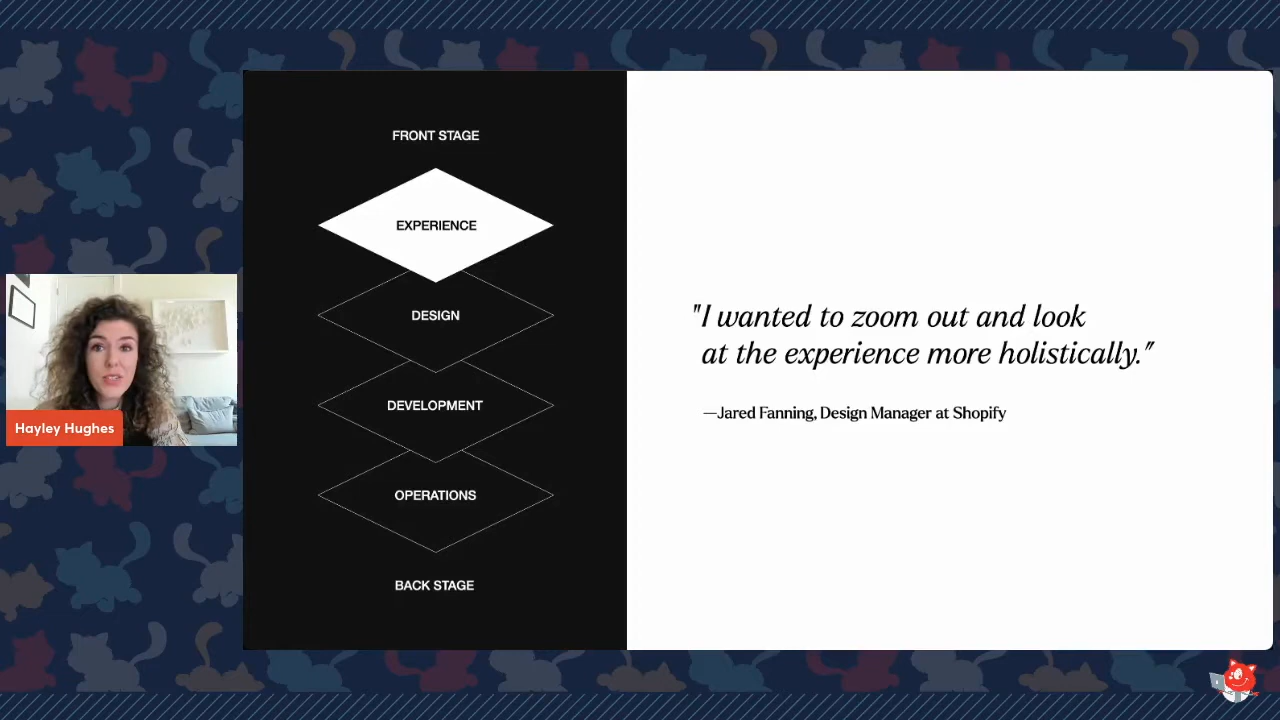 FRONT STAGE
EXPERIENCE
DESIGN
DEVELOPMENT
OPERATIONS
BACK STAGE
"I wanted to zoom out and look
at the experience more holistically."
—Jared Fanning, Design Manager at Shopify
Hayley Hughes